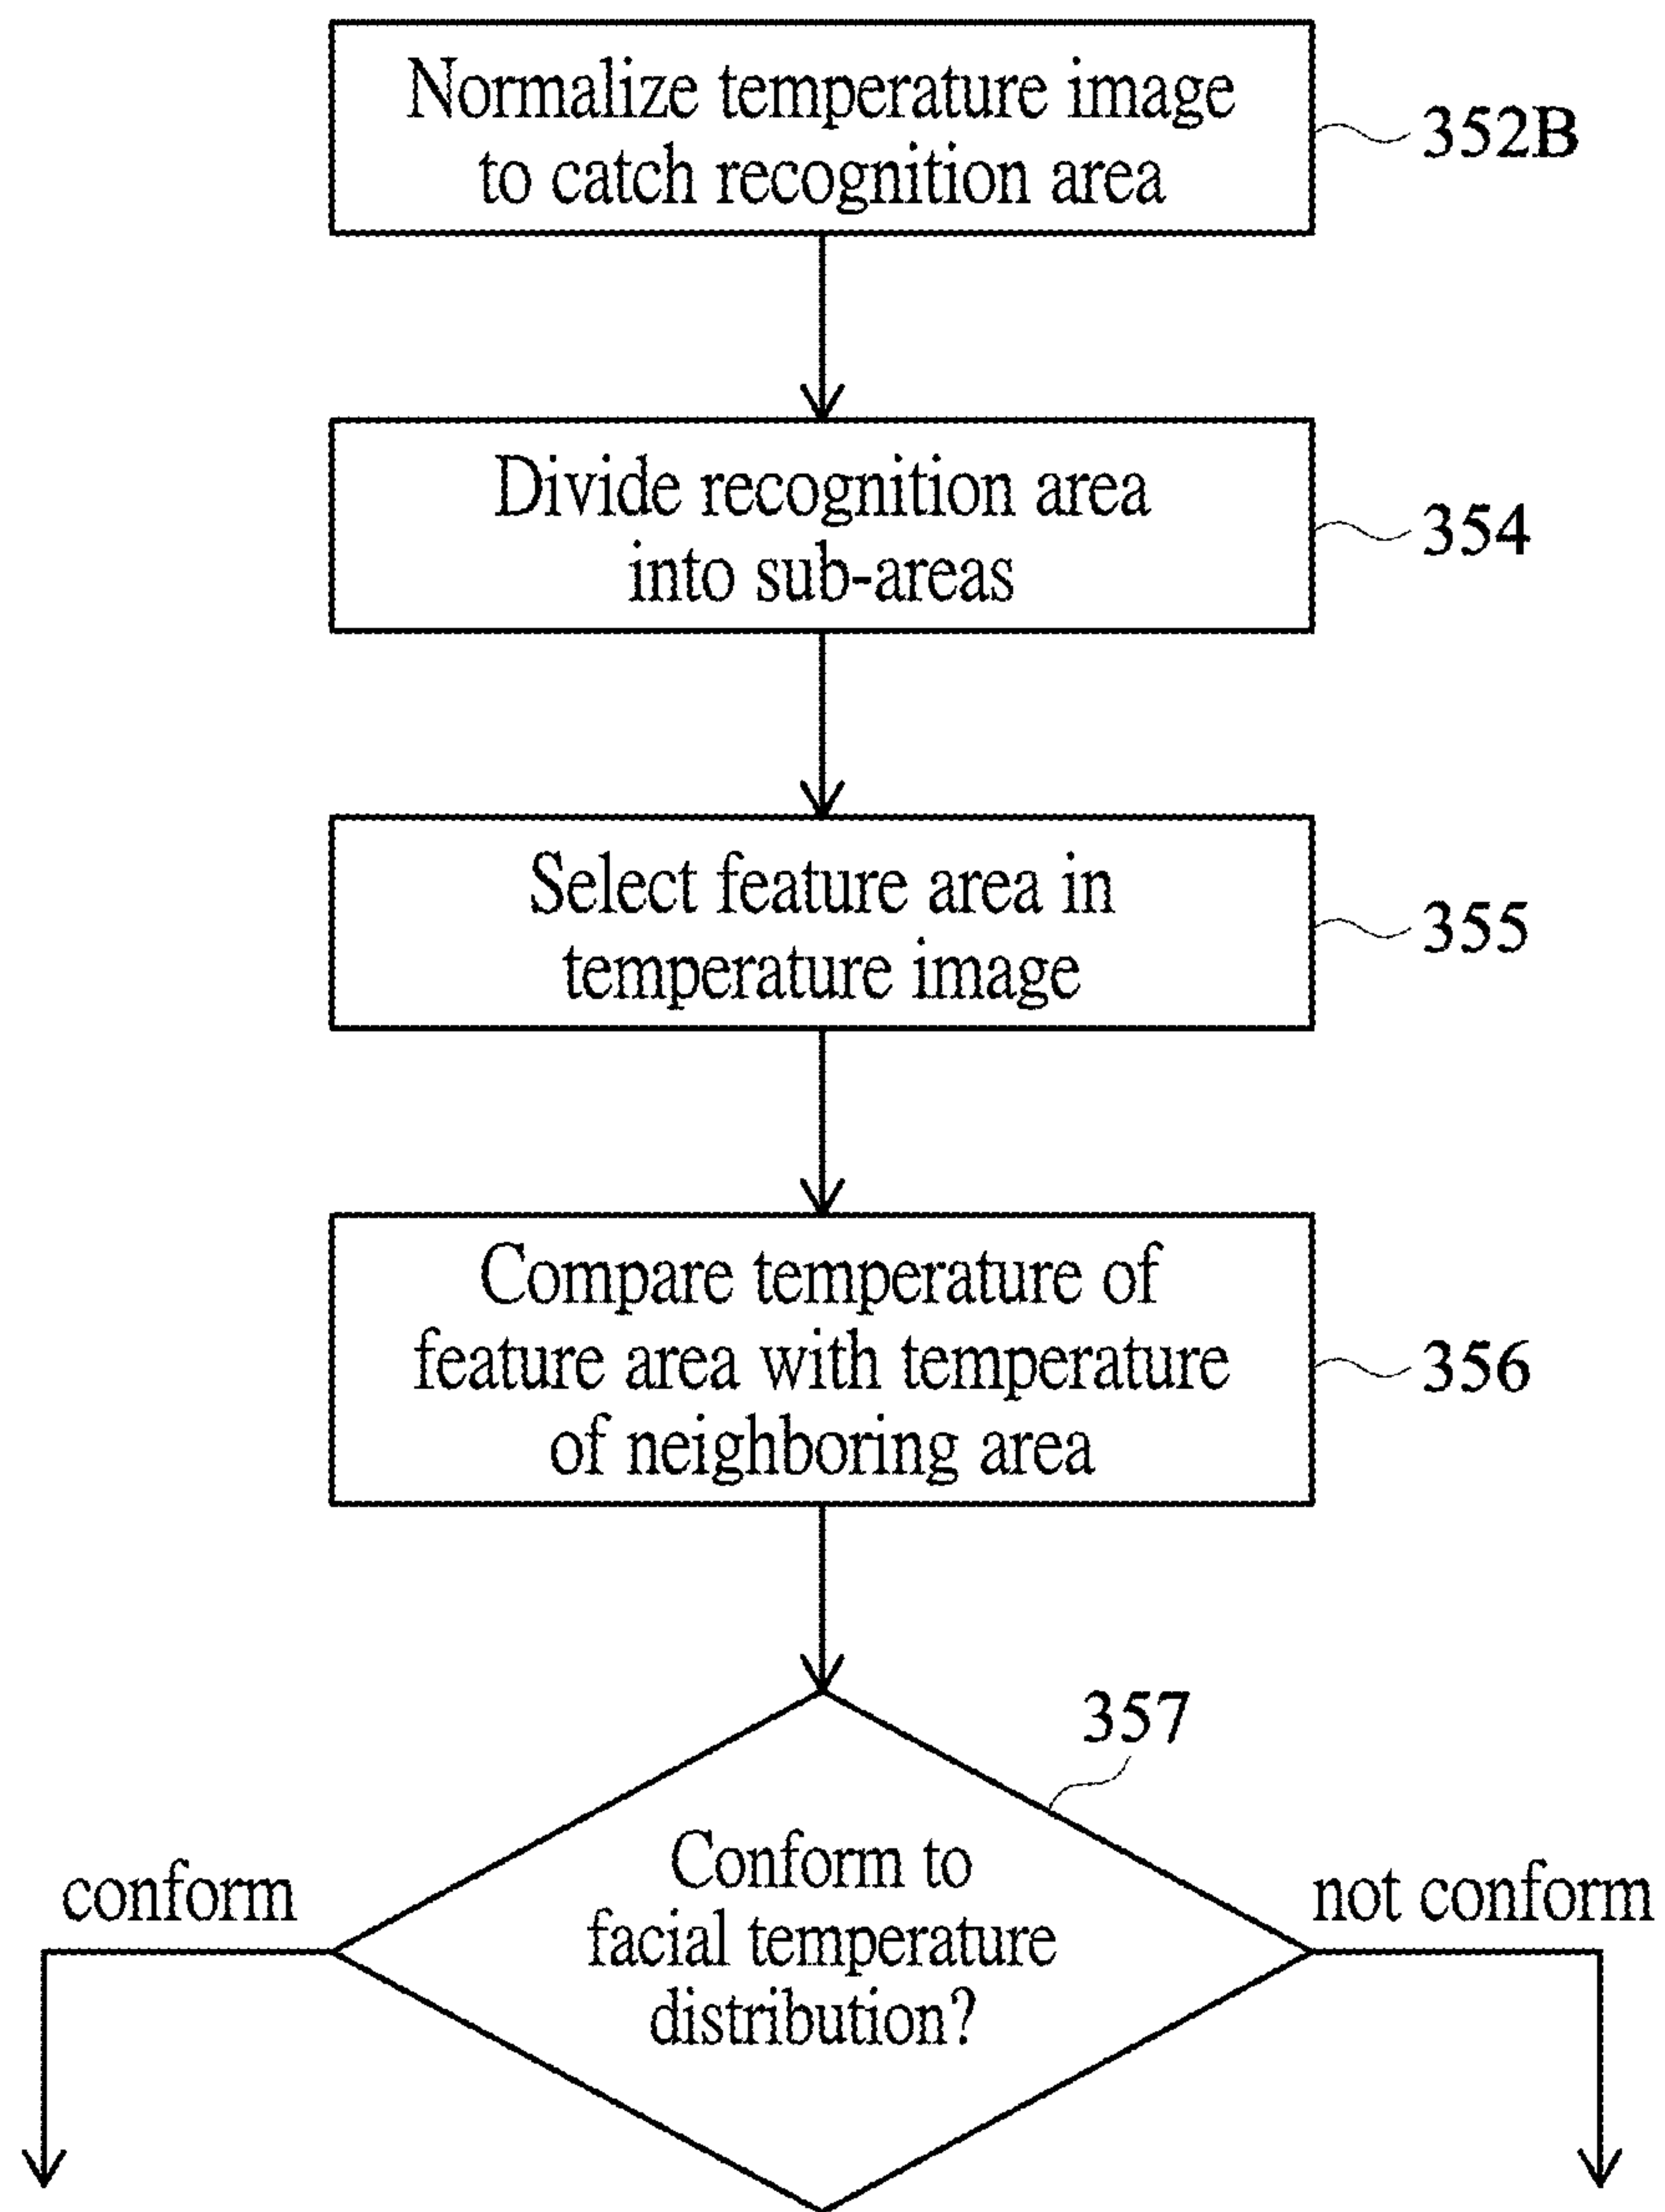 Normalize temperature image
to catch recognition area
352B
Divide recognition area
into sub-areas
354
Select feature area in
temperature image
355
Compare temperature of
feature area with temperature
of neighboring area
356
357
Conform to
facial temperature
distribution?
conform
not conform